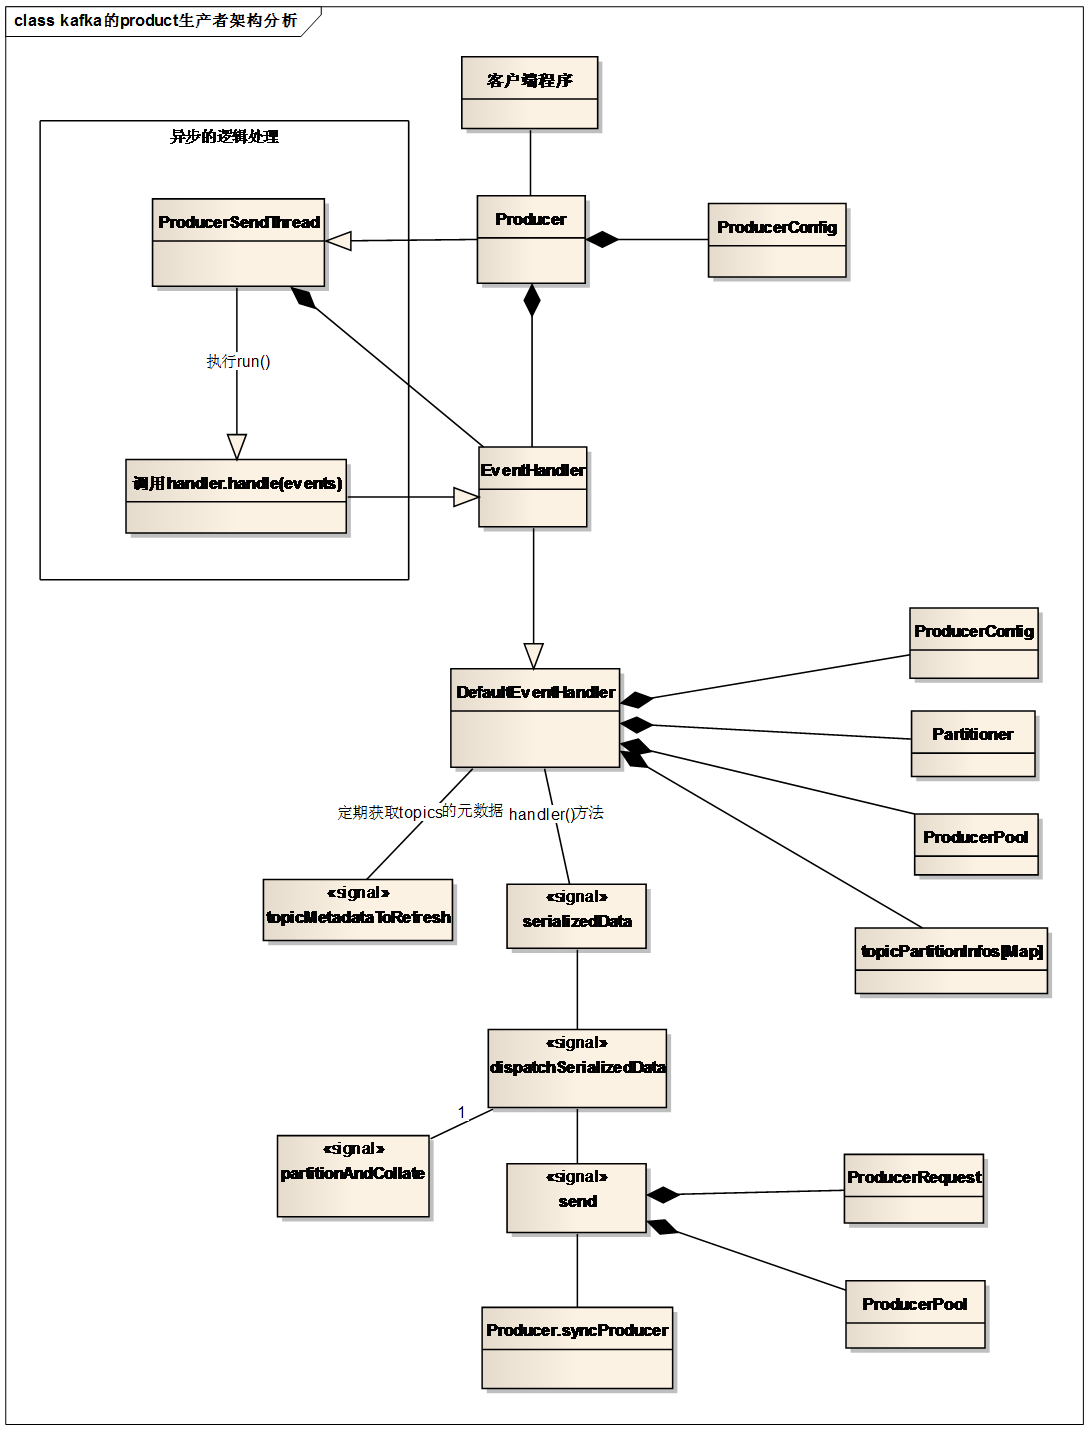 class kafka的product生产者架构分析
客户端程序
异步的逻辑处理
ProducerSendThread
Producer
ProducerConfig
执行run()
调用handler.handle(events)
EventHandler
ProducerConfig
DefaultEventHandler
Partitioner
定期获取topics的元数据
handler()方法
ProducerPool
«signal»
topicMetadataToRefresh
«signal»
serializedData
topicPartitionInfos[Map]
«signal»
dispatchSerializedData
1
«signal»
partitionAndCollate
«signal»
send
ProducerRequest
ProducerPool
Producer.syncProducer